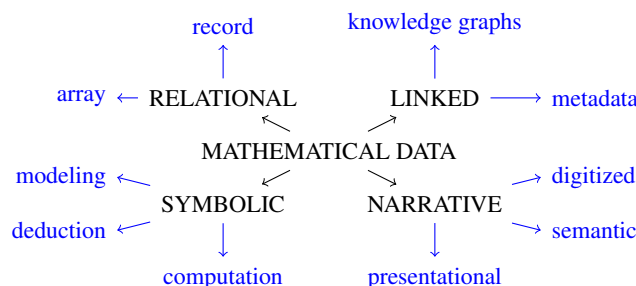 record
knowledge graphs
array
RELATIONAL
LINKED
metadata
MATHEMATICAL DATA
modeling
digitized
SYMBOLIC
NARRATIVE
deduction
semantic
computation
presentational